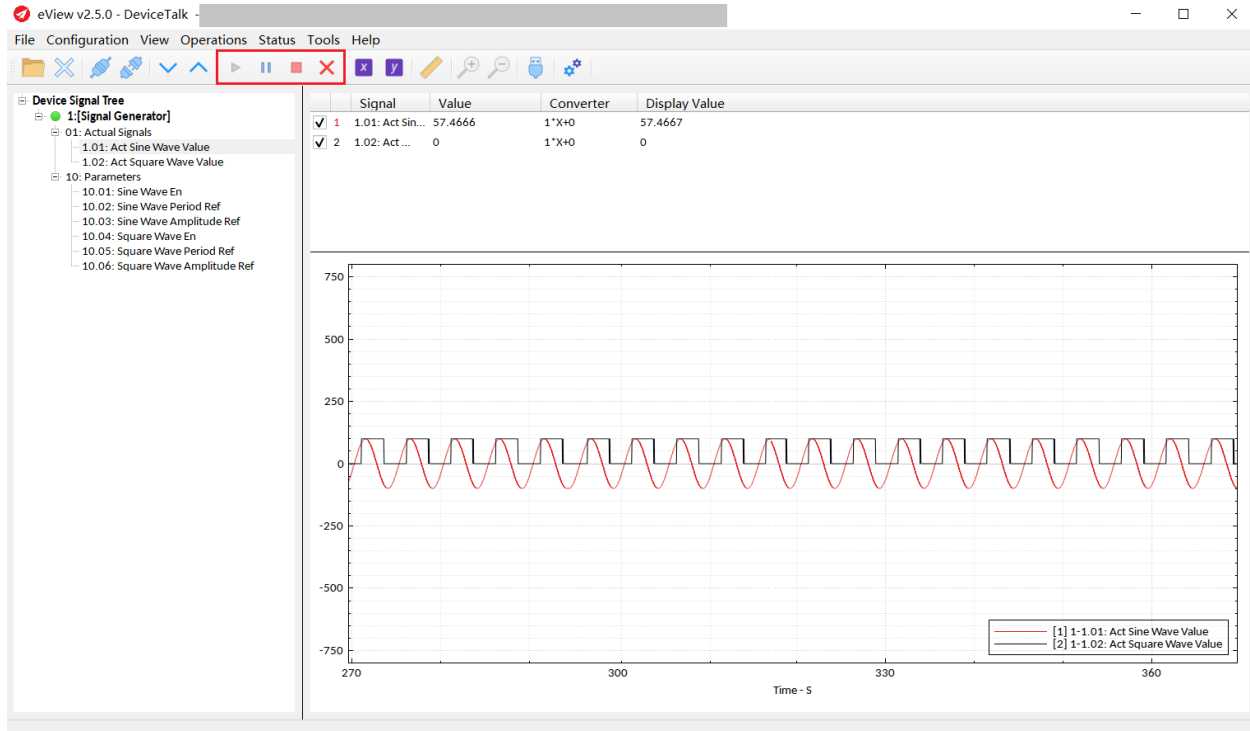 eView v2.5.0 - DeviceTalk -
File Configuration View Operations Status Tools Help
x y
Device Signal Tree
1:[Signal Generator]
01: Actual Signals
1.01: Act Sine Wave Value
1.02: Act Square Wave Value
10: Parameters
10.01: Sine Wave En
10.02: Sine Wave Period Ref
10.03: Sine Wave Amplitude Ref
10.04: Square Wave En
10.05: Square Wave Period Ref
10.06: Square Wave Amplitude Ref
Signal Value Converter Display Value
1 1.01: Act Sin... 57.4666 1*X+0 57.4667
2 1.02: Act ... 0 1*X+0 0
750
500
250
0
-250
-500
-750
270 300 330 360
Time - S
[1] 1-1.01: Act Sine Wave Value
[2] 1-1.02: Act Square Wave Value